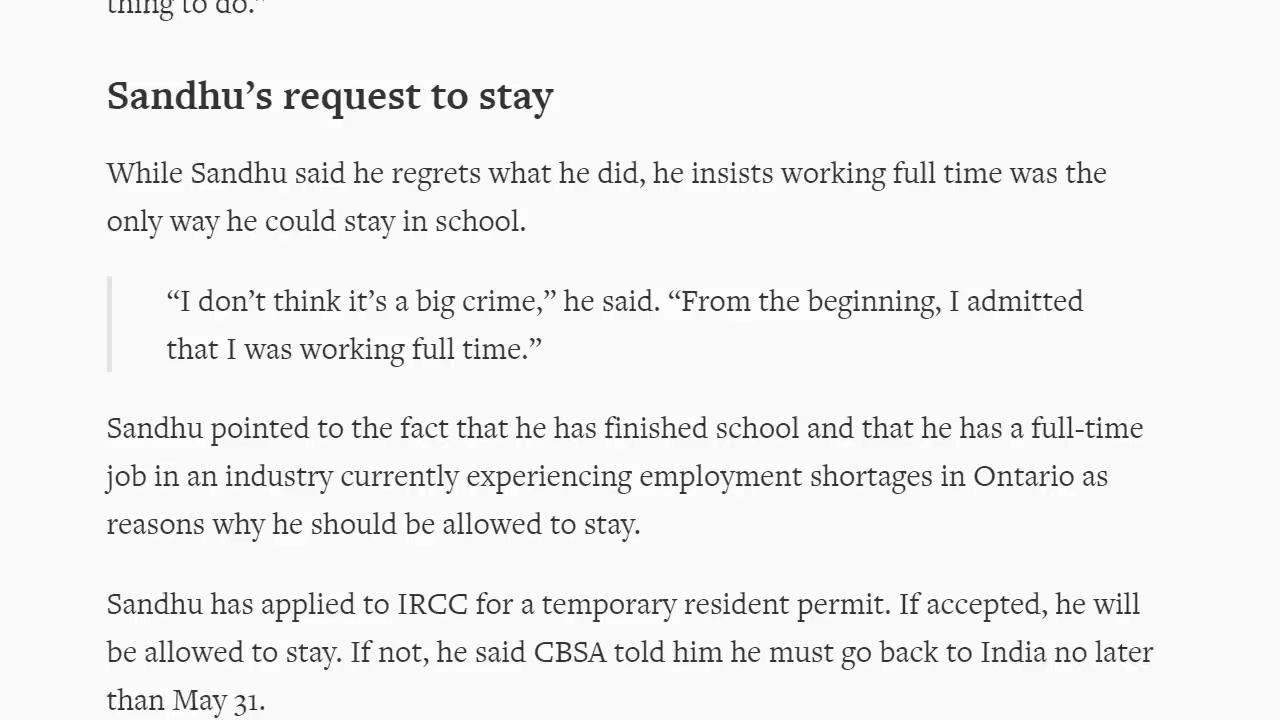 thing to do.”
Sandhu’s request to stay
While Sandhu said he regrets what he did, he insists working full time was the
only way he could stay in school.
“I don’t think it’s a big crime,” he said. “From the beginning, I admitted
that I was working full time.”
Sandhu pointed to the fact that he has finished school and that he has a full-time
job in an industry currently experiencing employment shortages in Ontario as
reasons why he should be allowed to stay.
Sandhu has applied to IRCC for a temporary resident permit. If accepted, he will
be allowed to stay. If not, he said CBSA told him he must go back to India no later
than May 31.